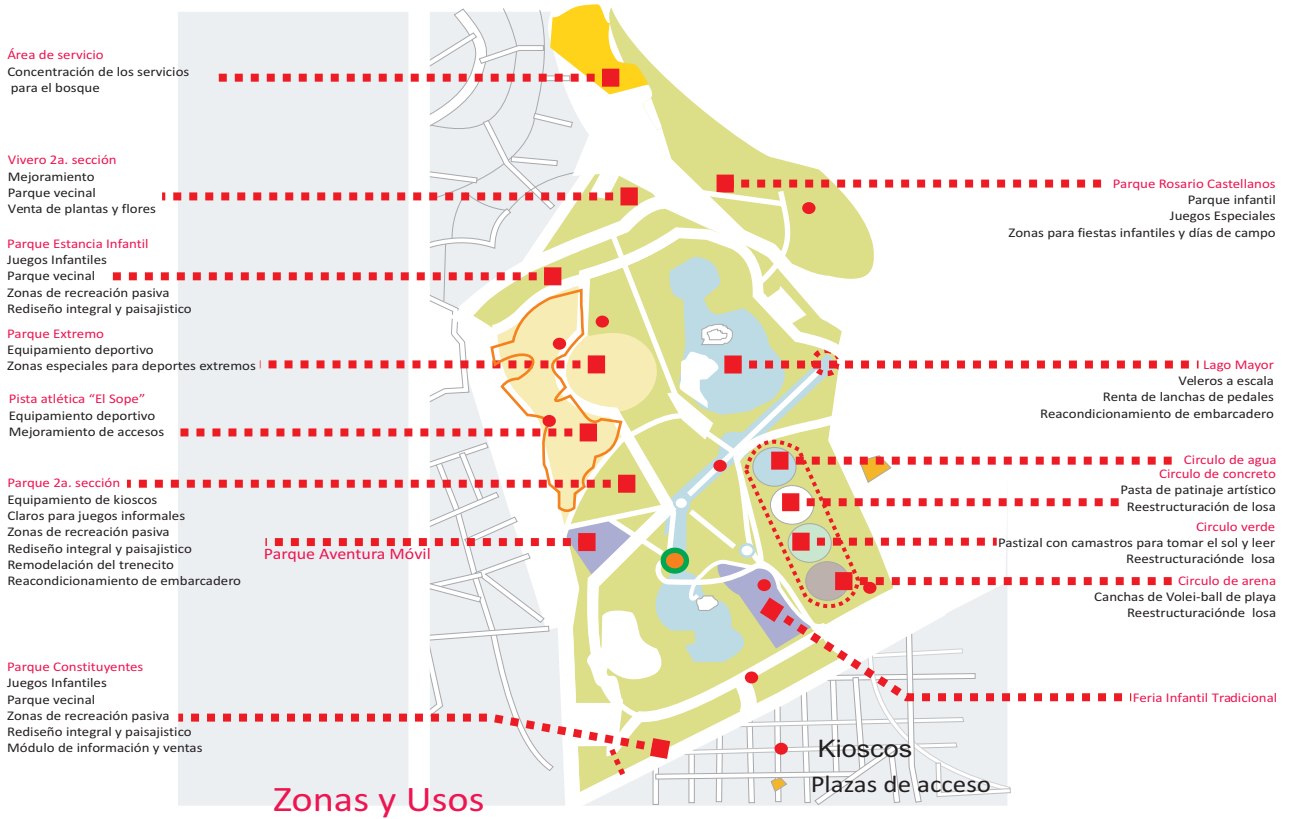 Área de servicio
Concentración de los servicios
para el bosque
Vivero 2a. sección
Mejoramiento
Parque vecinal
Venta de plantas y flores
Parque Estancia Infantil
Juegos Infantiles
Parque vecinal
Zonas de recreación pasiva
Rediseño integral y paisajistico
Parque Extremo
Equipamiento deportivo
Zonas especiales para deportes extremos
Pista atlética “El Sope”
Equipamiento deportivo
Mejoramiento de accesos
Parque 2a. sección
Equipamiento de kioscos
Claros para juegos informales
Zonas de recreación pasiva
Rediseño integral y paisajistico
Remodelación del trenecito
Reacondicionamiento de embarcadero
Parque Aventura Móvil
Parque Constituyentes
Juegos Infantiles
Parque vecinal
Zonas de recreación pasiva
Rediseño integral y paisajistico
Módulo de información y ventas
Zonas y Usos
Parque Rosario Castellanos
Parque infantil
Juegos Especiales
Zonas para fiestas infantiles y días de campo
Lago Mayor
Veleros a escala
Renta de lanchas de pedales
Reacondicionamiento de embarcadero
Circulo de agua
Circulo de concreto
Pasta de patinaje artístico
Reestructuración de losa
Circulo verde
Pastizal con camastros para tomar el sol y leer
Reestructuraciónde losa
Circulo de arena
Canchas de Volei-ball de playa
Reestructuraciónde losa
Feria Infantil Tradicional
Kioscos
Plazas de acceso